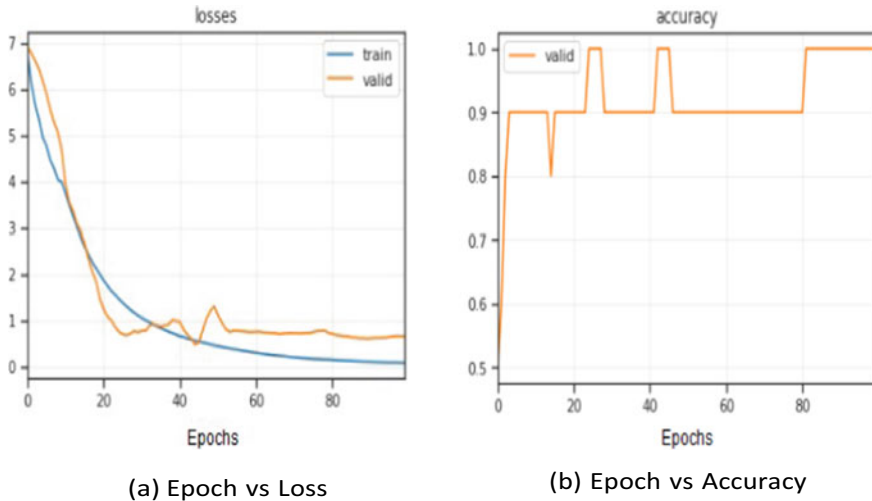 losses
7
6
5
4
3
2
1
0
train
valid
0 20 40 60 80
Epochs
(a) Epoch vs Loss
accuracy
1.0
0.9
0.8
0.7
0.6
0.5
valid
0 20 40 60 80
Epochs
(b) Epoch vs Accuracy